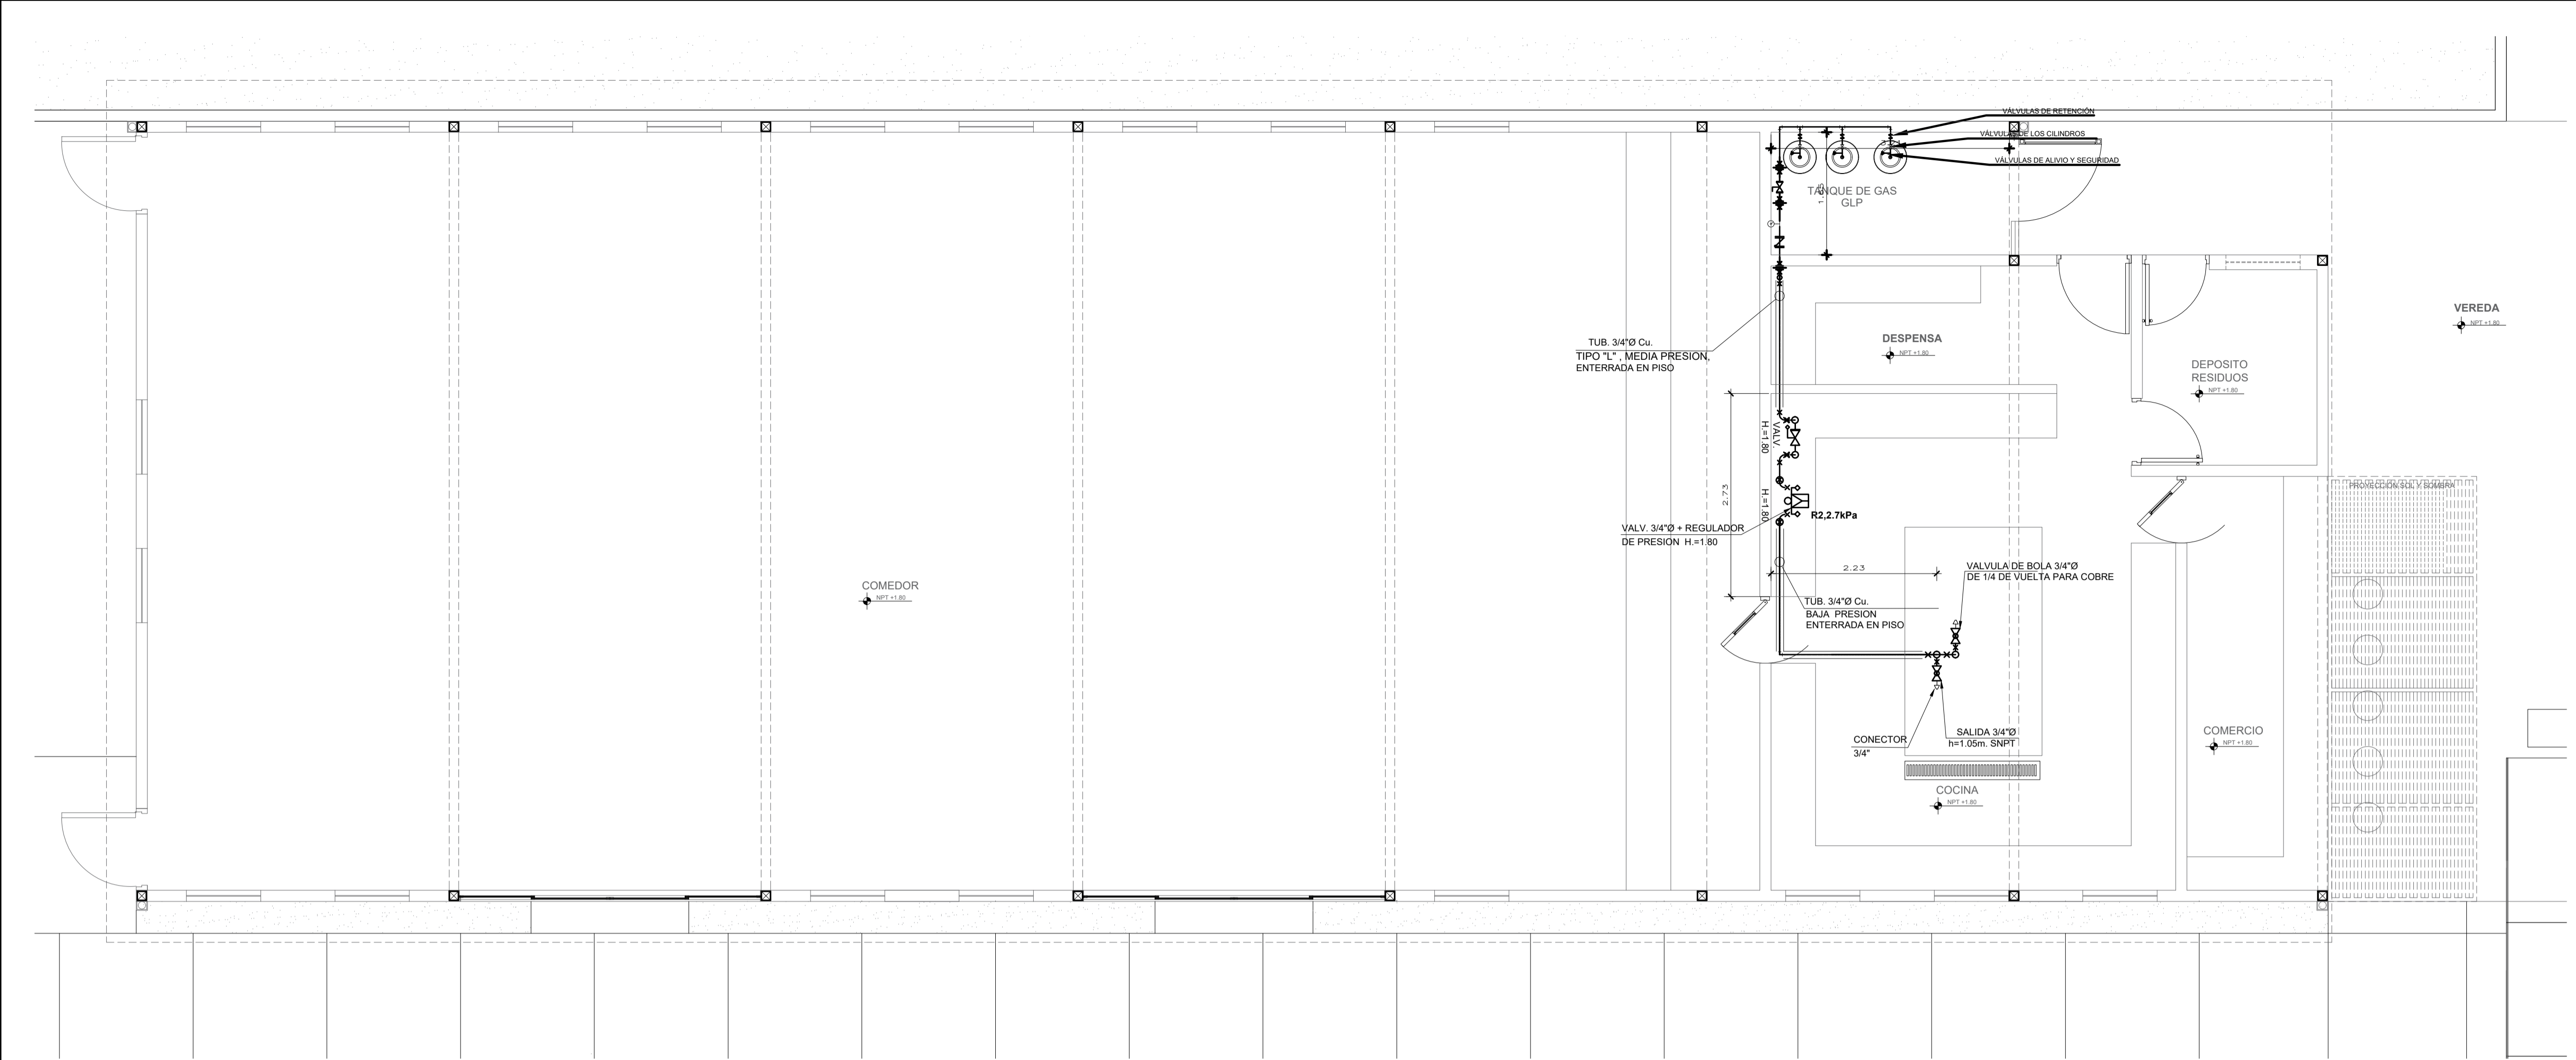 VÁLVULAS DE RETENCIÓN
VÁLVULAS DE LOS CILINDROS
VÁLVULAS DE ALIVIO Y SEGURIDAD
TANQUE DE GAS
GLP
VEREDA
NPT +1.80
TUB. 3/4"Ø Cu.
TIPO "L" , MEDIA PRESION,
ENTERRADA EN PISO
DESPENSA
NPT +1.80
DEPOSITO
RESIDUOS
NPT +1.80
VALV.
H.=1.80
2.73
H.=1.80
PROYECCIÓN SOL Y SOMBRA
R2,2.7kPa
VALV. 3/4"Ø + REGULADOR
DE PRESION H.=1.80
2.23
VALVULA DE BOLA 3/4"Ø
DE 1/4 DE VUELTA PARA COBRE
COMEDOR
NPT +1.80
TUB. 3/4"Ø Cu.
BAJA PRESION
ENTERRADA EN PISO
CONECTOR
3/4"
SALIDA 3/4"Ø
h=1.05m. SNPT
COMERCIO
NPT +1.80
COCINA
NPT +1.80